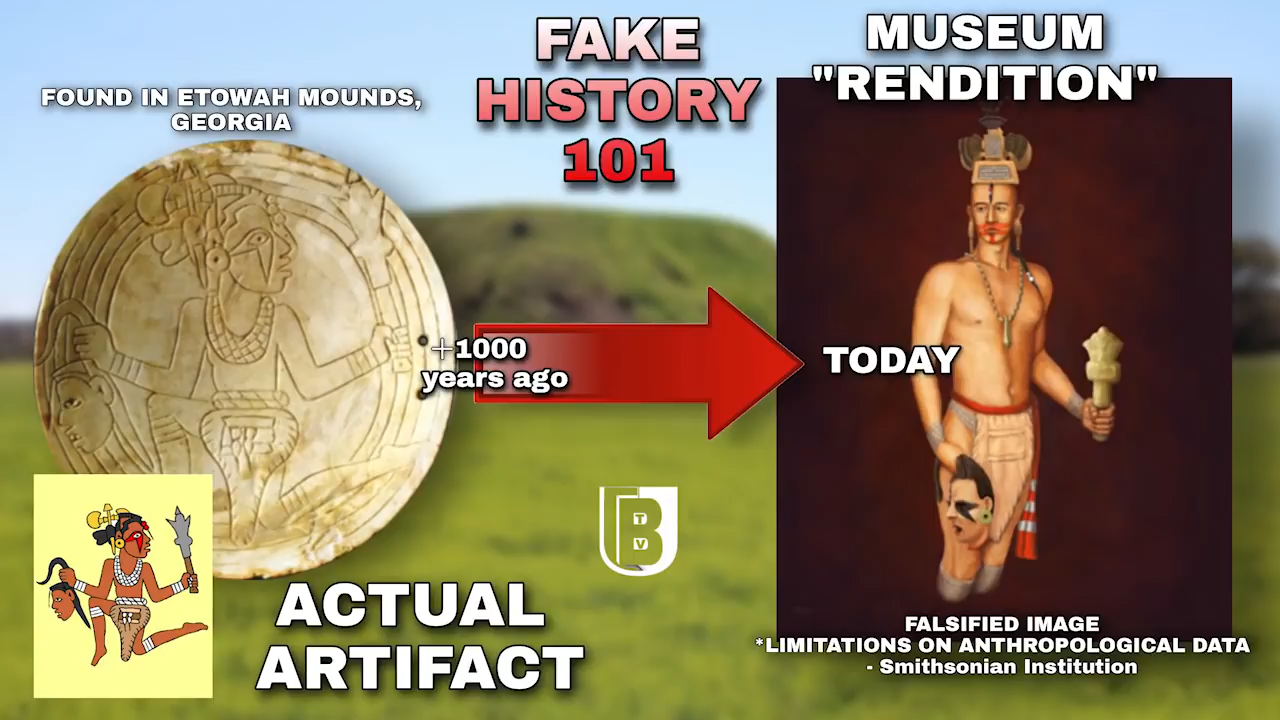 FAKE
HISTORY
101
MUSEUM
"RENDITION"
FOUND IN ETOWAH MOUNDS,
GEORGIA
+1000
years ago
TODAY
B
TV
ACTUAL
ARTIFACT
FALSIFIED IMAGE
*LIMITATIONS ON ANTHROPOLOGICAL DATA
- Smithsonian Institution